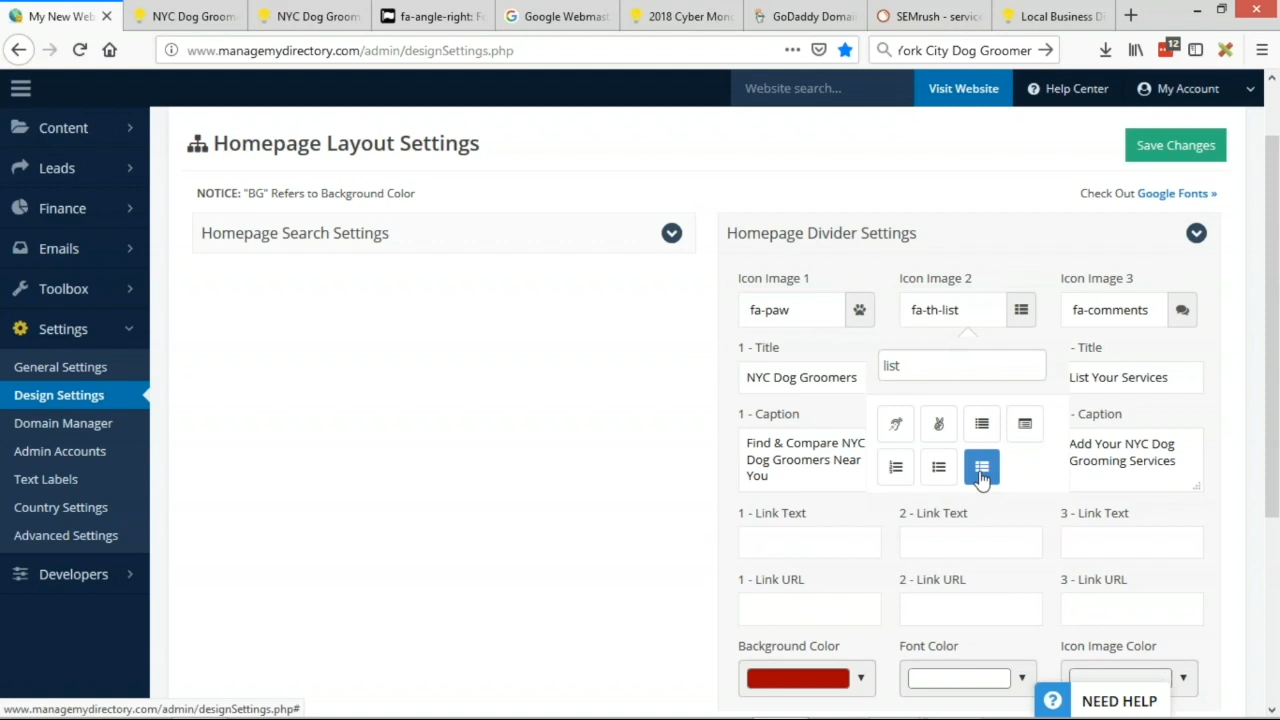 My New Web
NYC Dog Groom
NYC Dog Groom
fa-angle-right: Fo
Google Webmast
2018 Cyber Mon
GoDaddy Domai
SEMrush - service
Local Business Di
www.managemydirectory.com/admin/designSettings.php
York City Dog Groomer
12
Website search...
Visit Website
Help Center
My Account
Content
Leads
Finance
Emails
Toolbox
Settings
General Settings
Design Settings
Domain Manager
Admin Accounts
Text Labels
Country Settings
Advanced Settings
Developers
Homepage Layout Settings
Save Changes
NOTICE: "BG" Refers to Background Color
Check Out Google Fonts »
Homepage Search Settings
Homepage Divider Settings
Icon Image 1
Icon Image 2
Icon Image 3
fa-paw
fa-th-list
fa-comments
1 - Title
- Title
list
NYC Dog Groomers
List Your Services
1 - Caption
- Caption
Find & Compare NYC
Dog Groomers Near
You
Add Your NYC Dog
Grooming Services
1 - Link Text
2 - Link Text
3 - Link Text
1 - Link URL
2 - Link URL
3 - Link URL
Background Color
Font Color
Icon Image Color
NEED HELP
www.managemydirectory.com/admin/designSettings.php#